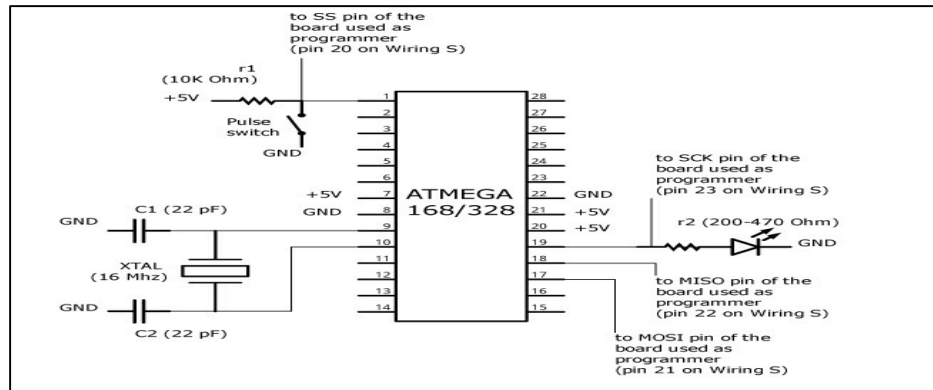 to SS pin of the
board used as
programmer
(pin 20 on Wiring S)
r1
(10K Ohm)
+5V
Pulse
switch
GND
1
2
3
4
5
6
7
8
9
10
11
12
13
14
28
27
26
25
24
23
22
21
20
19
18
17
16
15
ATMEGA
168/328
+5V
GND
GND
+5V
+5V
to SCK pin of the
board used as
programmer
(pin 23 on Wiring S)
r2 (200-470 Ohm)
GND
C1 (22 pF)
GND
XTAL
(16 Mhz)
GND
C2 (22 pF)
to MISO pin of the
board used as
programmer
(pin 22 on Wiring S)
to MOSI pin of the
board used as
programmer
(pin 21 on Wiring S)